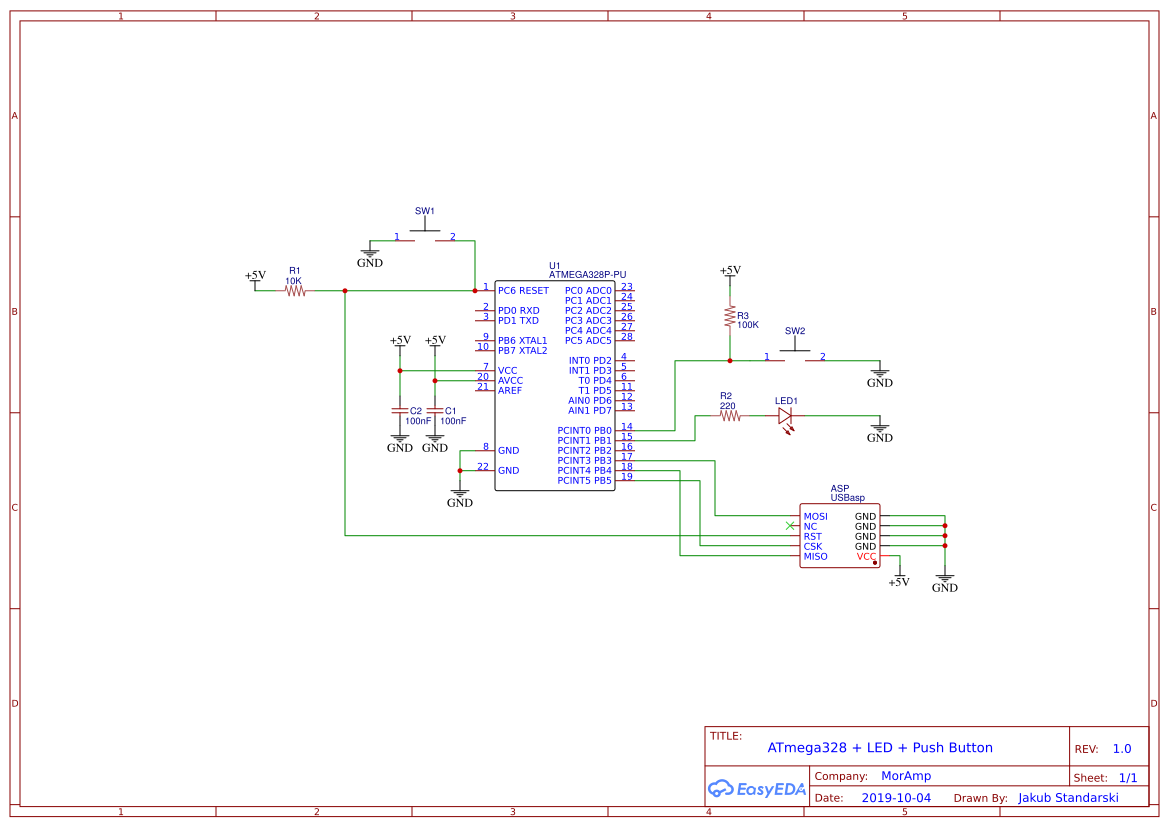 1 2 3 4 5
A A
B B
C C
D D
SW1
1 2
GND
+5V
R1
10K
U1
ATMEGA328P-PU
1 PC6 RESET
2 PD0 RXD
3 PD1 TXD
9 PB6 XTAL1
10 PB7 XTAL2
7 VCC
20 AVCC
21 AREF
8 GND
22 GND
PC0 ADC0 23
PC1 ADC1 24
PC2 ADC2 25
PC3 ADC3 26
PC4 ADC4 27
PC5 ADC5 28
INT0 PD2 4
INT1 PD3 5
T0 PD4 6
T1 PD5 11
AIN0 PD6 12
AIN1 PD7 13
PCINT0 PB0 14
PCINT1 PB1 15
PCINT2 PB2 16
PCINT3 PB3 17
PCINT4 PB4 18
PCINT5 PB5 19
+5V +5V
C2 C1
100nF 100nF
GND GND
GND
+5V
R3
100K
SW2
1 2
GND
R2
220
LED1
GND
ASP
USBasp
MOSI GND
NC GND
RST GND
CSK GND
MISO VCC
+5V GND
TITLE:
ATmega328 + LED + Push Button
REV: 1.0
EasyEDA
Company: MorAmp
Sheet: 1/1
Date: 2019-10-04 Drawn By: Jakub Standarski
1 2 3 4 5